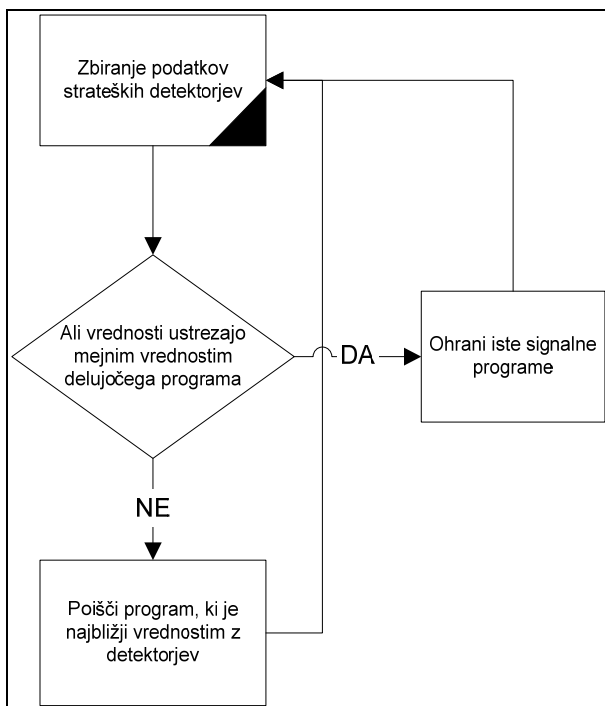 Zbiranje podatkov
strateških detektorjev
Ali vrednosti ustrezajo
mejnim vrednostim
delujočega programa
DA
Ohrani iste signalne
programe
NE
Poišči program, ki je
najbližji vrednostim z
detektorjev